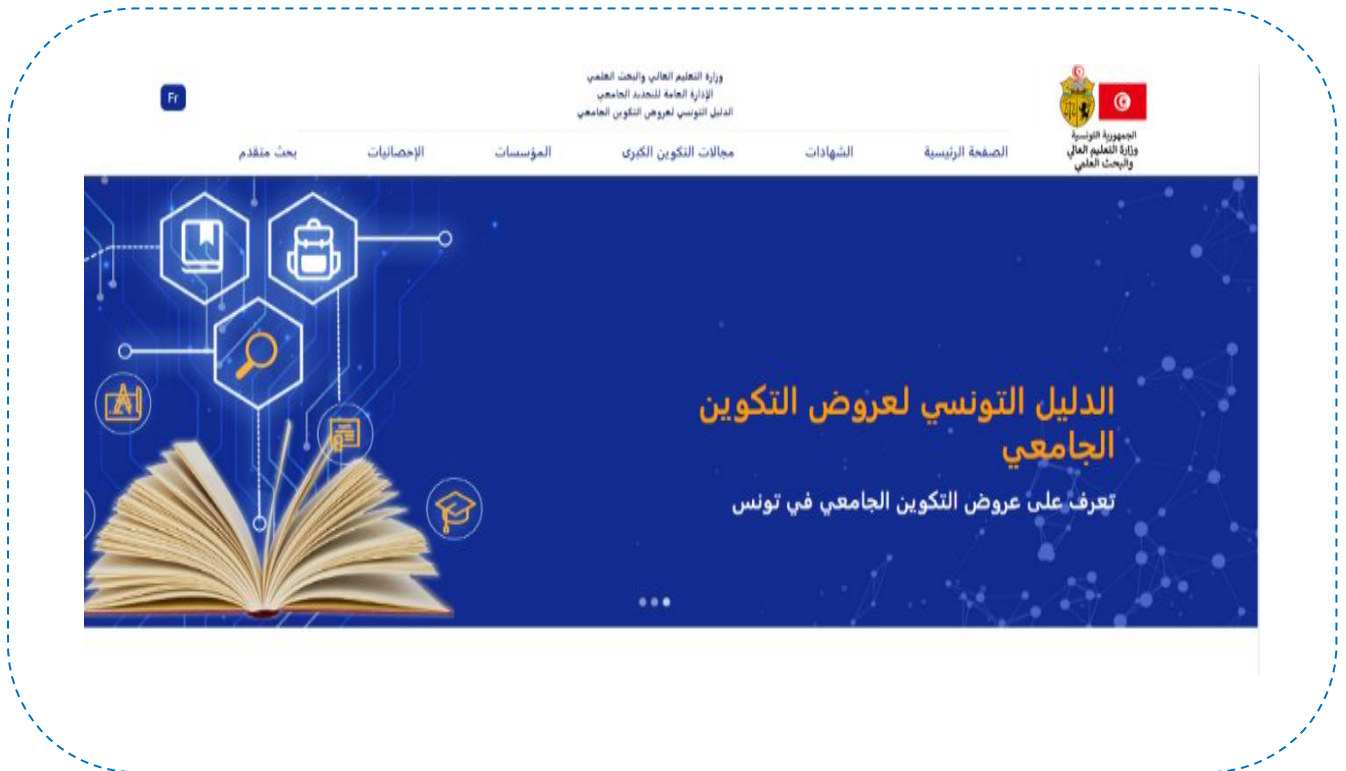 وزارة التعليم العالي والبحث العلمي
الإدارة العامة للتجديد الجامعي
الدليل التونسي لعروض التكوين الجامعي
Fr
الجمهورية التونسية
وزارة التعليم العالي
والبحث العلمي
الصفحة الرئيسية
الشهادات
مجالات التكوين الكبرى
المؤسسات
الإحصائيات
بحث متقدم
الدليل التونسي لعروض التكوين
الجامعي
تعرف على عروض التكوين الجامعي في تونس